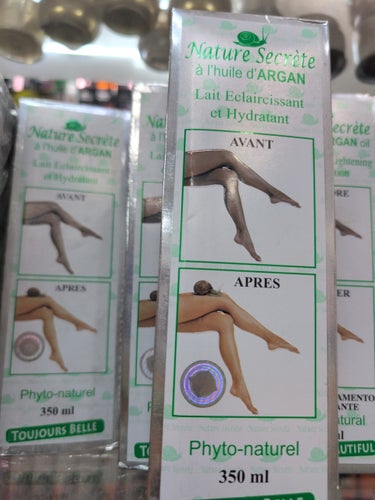 Nature Secrète
à l'huile d'ARGAN
Lait Eclaircissant
et Hydratant
AVANT
APRES
Phyto-naturel
350 ml
Nature Secrète
à l'huile d'ARGAN
Lait Eclaircissant
et Hydratant
AVANT
APRES
Phyto-naturel
350 ml
TOUJOURS BELLE